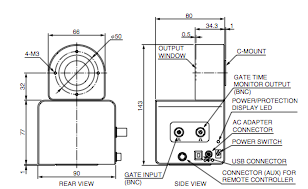 80
34.3
1
66
ø50
4-M3
OUTPUT
WINDOW
C-MOUNT
GATE TIME
MONITOR OUTPUT
(BNC)
POWER/PROTECTION
DISPLAY LED
AC ADAPTER
CONNECTOR
POWER SWITCH
USB CONNECTOR
CONNECTOR (AUX) FOR
REMOTE CONTROLLER
32
77
143
90
GATE INPUT
(BNC)
REAR VIEW
SIDE VIEW